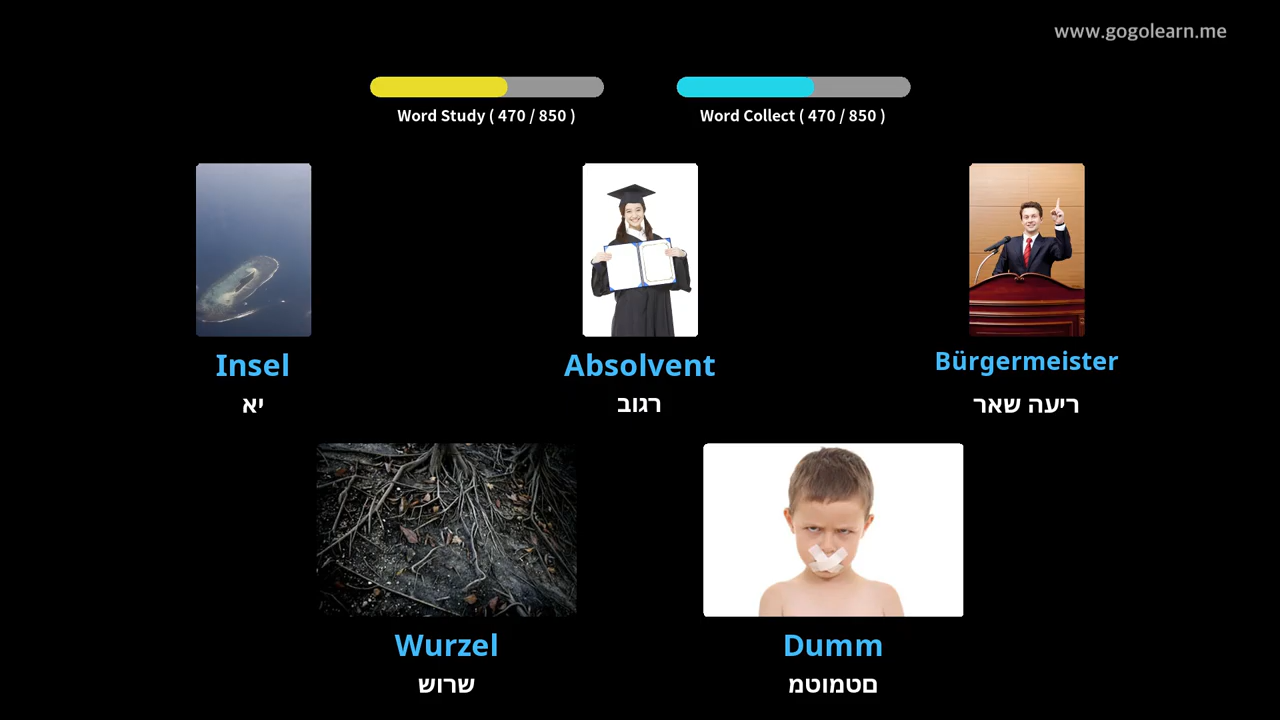 www.gogolearn.me
Word Study ( 470 / 850 )
Word Collect ( 470 / 850 )
Insel
יא
Absolvent
רגוב
Bürgermeister
ריעה שאר
Wurzel
שרוש
Dumm
םטמוטמ